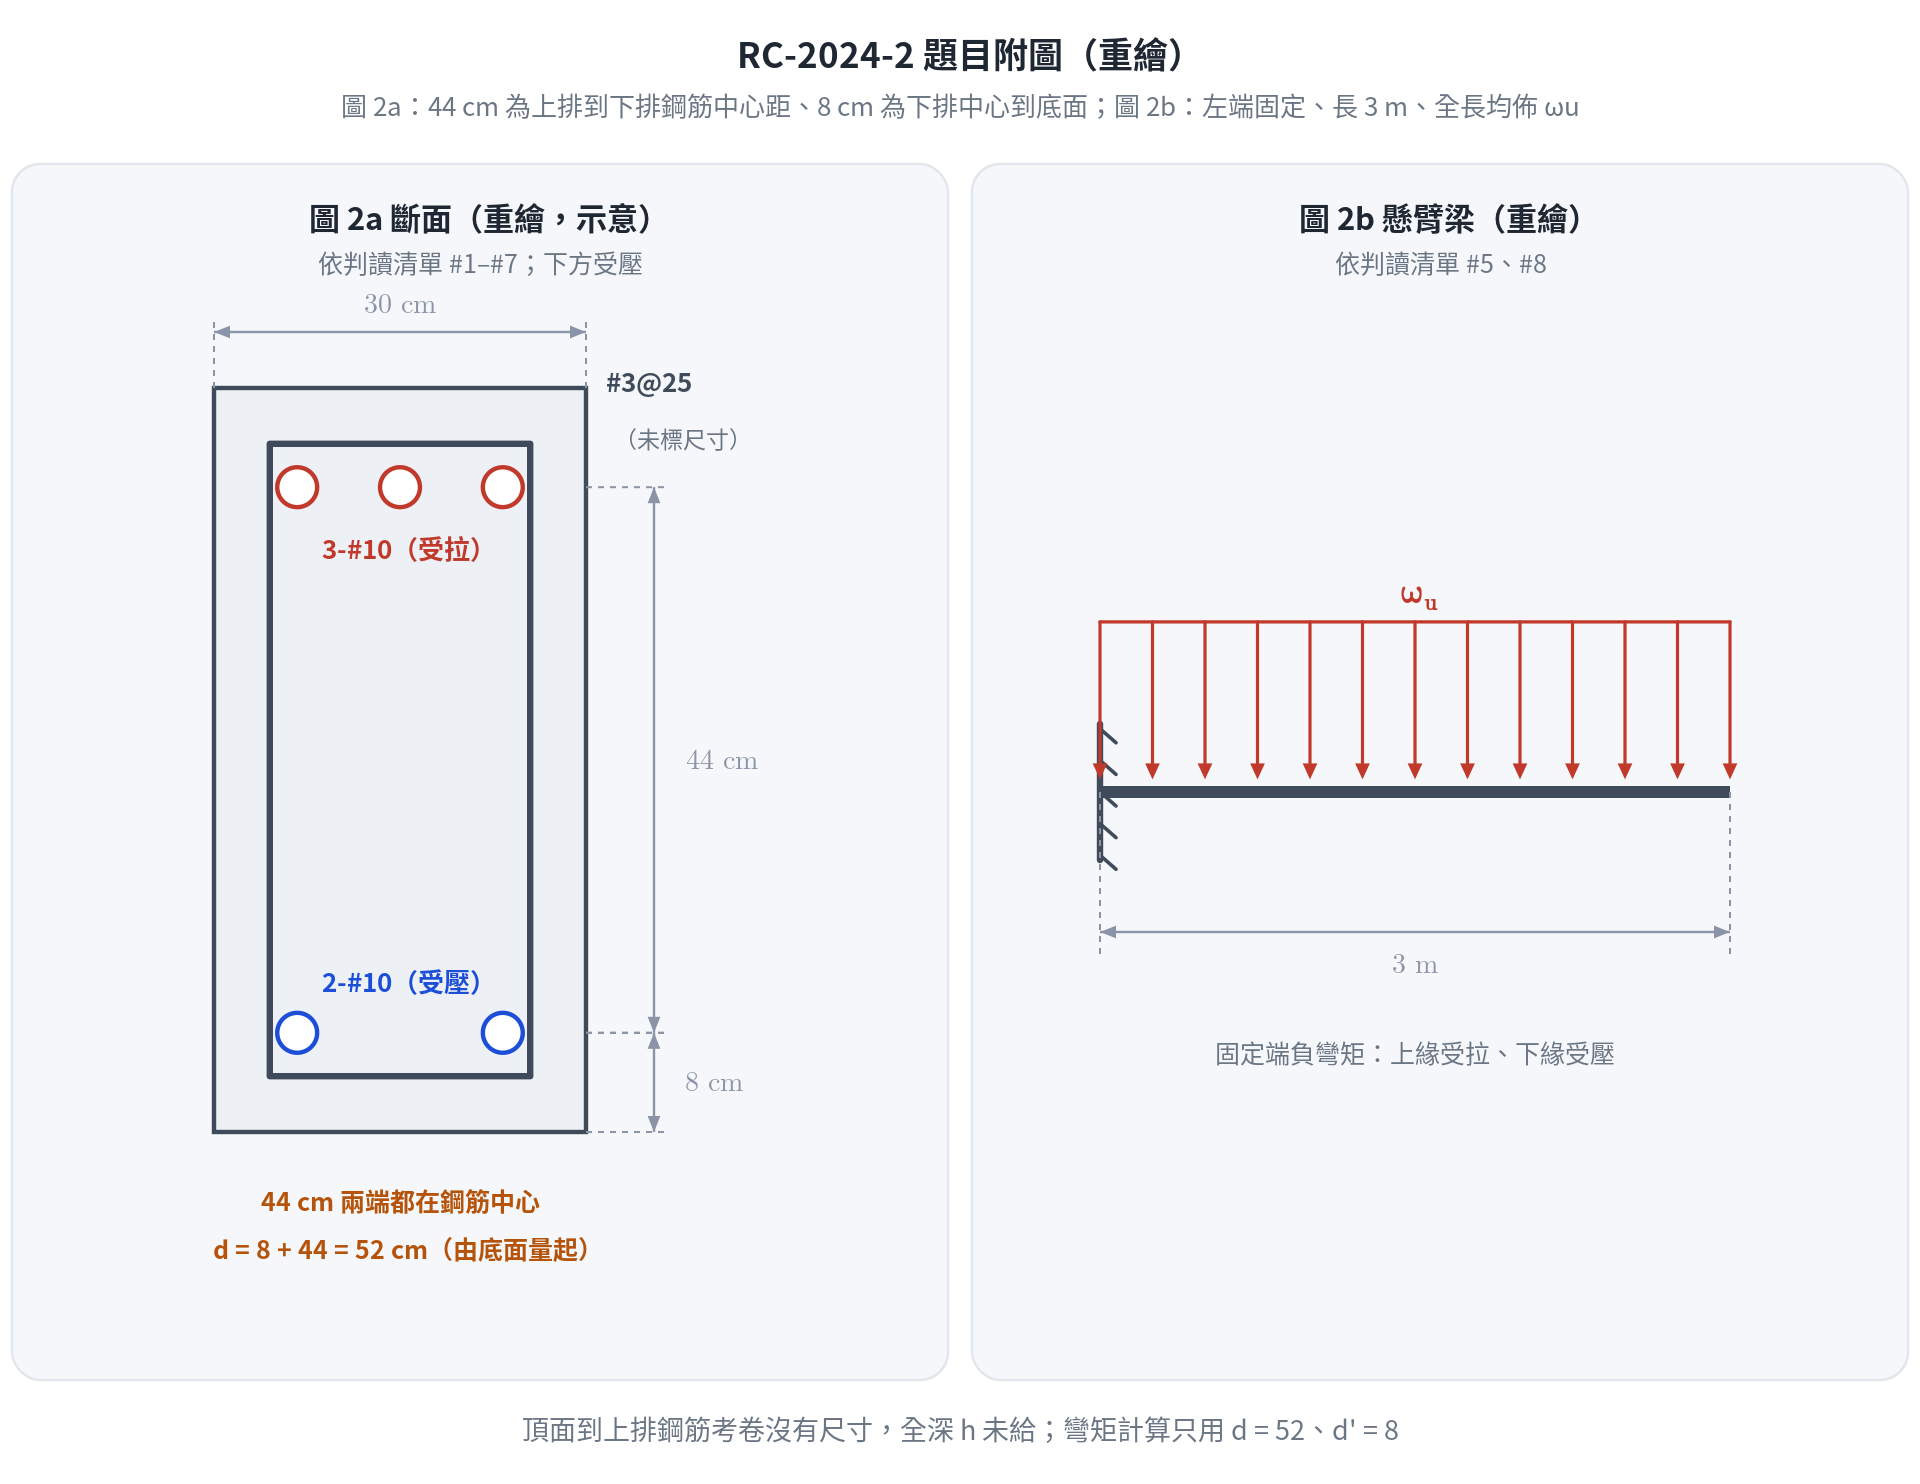 RC-2024-2 題目附圖（重繪）
圖 2a：44 cm 為上排到下排鋼筋中心距、8 cm 為下排中心到底面；圖 2b：左端固定、長 3 m、全長均佈 ωu
圖 2a 斷面（重繪，示意）
依判讀清單 #1–#7；下方受壓
30 cm
#3@25
（未標尺寸）
3-#10（受拉）
44 cm
2-#10（受壓）
8 cm
44 cm 兩端都在鋼筋中心
d = 8 + 44 = 52 cm（由底面量起）
圖 2b 懸臂梁（重繪）
依判讀清單 #5、#8
ωu
3 m
固定端負彎矩：上緣受拉、下緣受壓
頂面到上排鋼筋考卷沒有尺寸，全深 h 未給；彎矩計算只用 d = 52、d' = 8